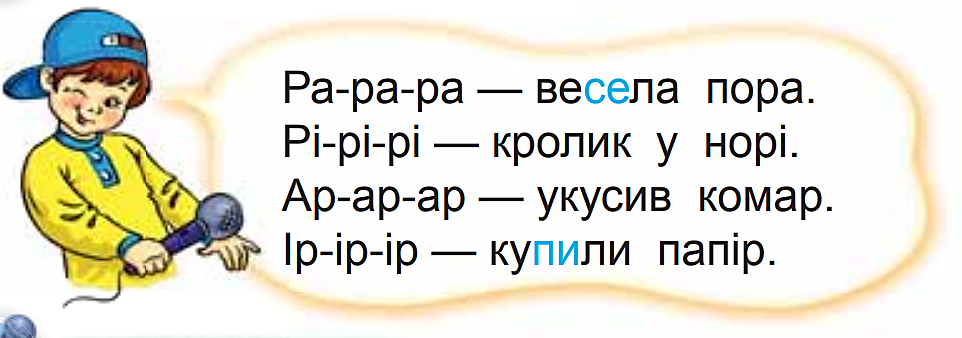 Ра-ра-ра — весела пора.
Рі-рі-рі — кролик у норі.
Ар-ар-ар — укусив комар.
Ір-ір-ір — купили папір.